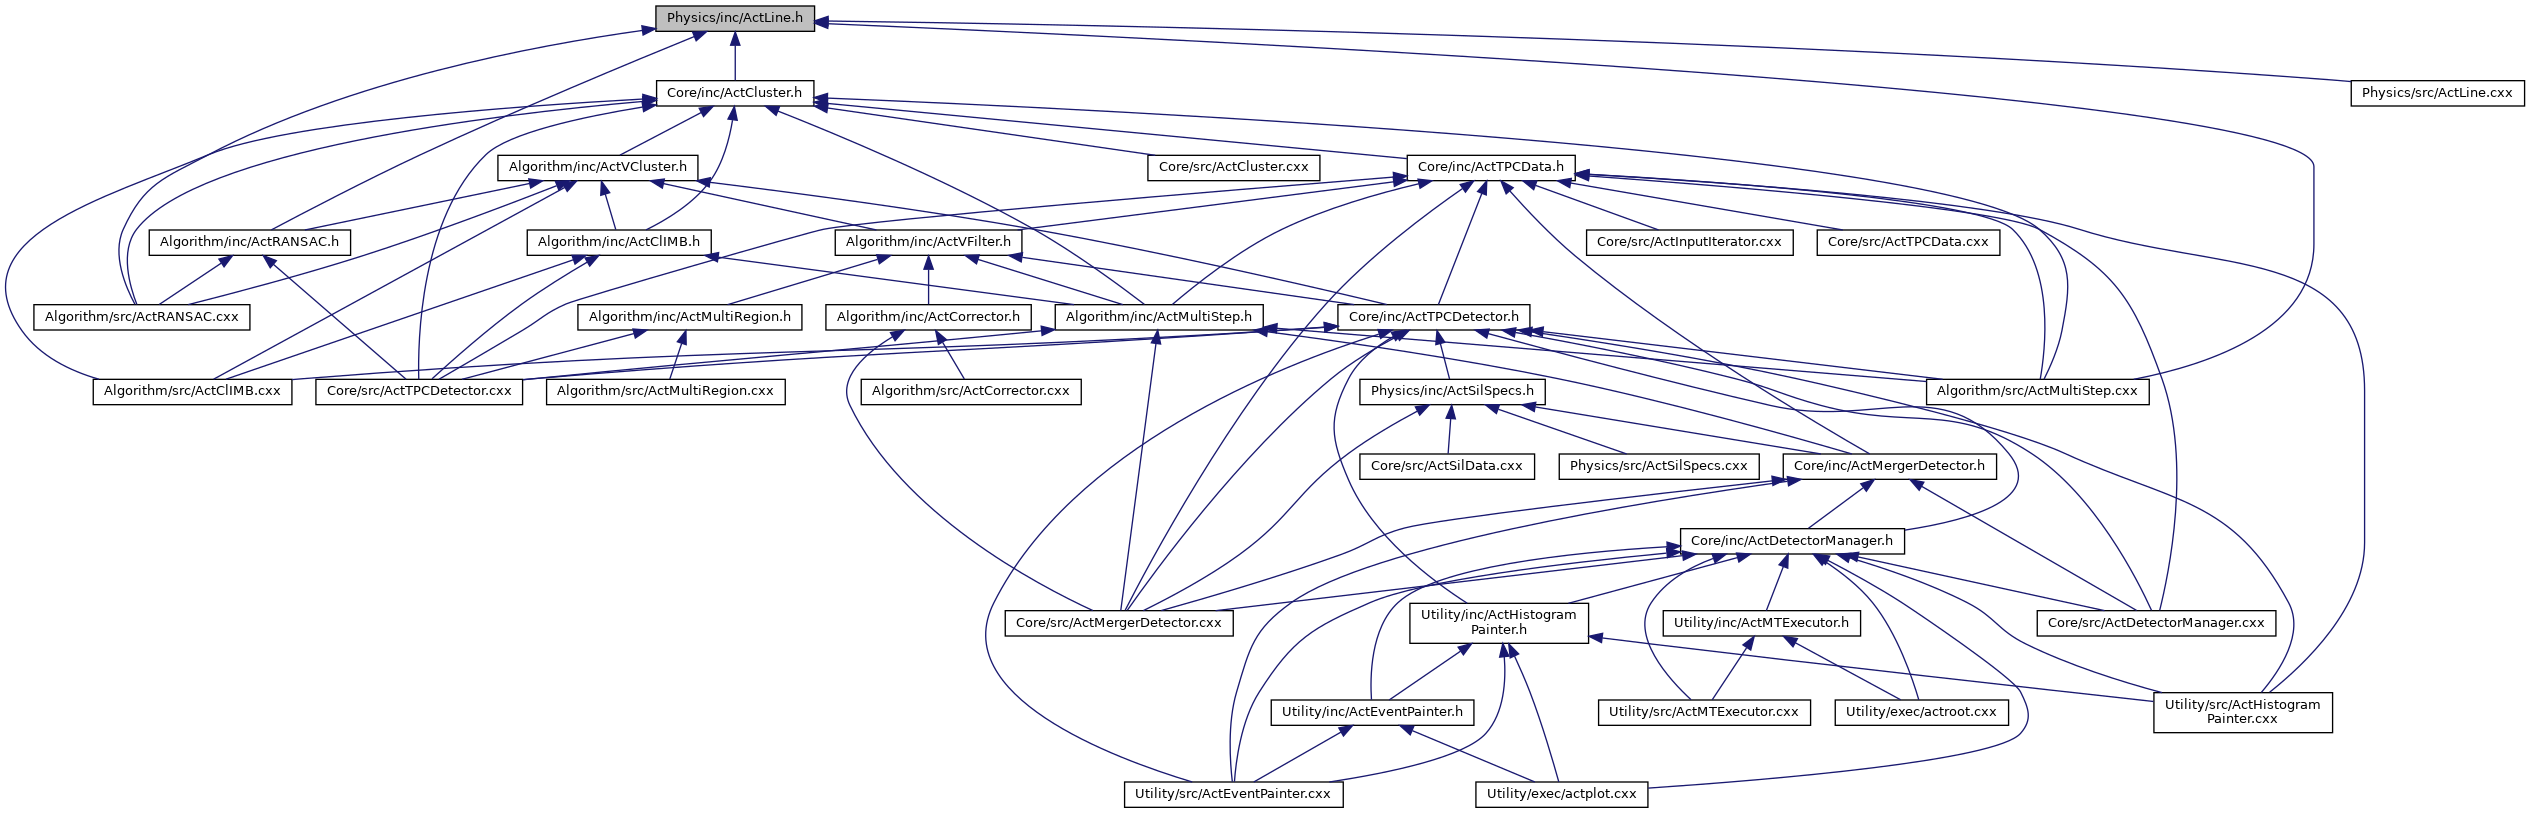 Physics/inc/ActLine.h
Core/inc/ActCluster.h
Physics/src/ActLine.cxx
Algorithm/inc/ActVCluster.h
Core/src/ActCluster.cxx
Core/inc/ActTPCData.h
Algorithm/inc/ActRANSAC.h
Algorithm/inc/ActClIMB.h
Algorithm/inc/ActVFilter.h
Core/src/ActInputIterator.cxx
Core/src/ActTPCData.cxx
Algorithm/src/ActRANSAC.cxx
Algorithm/inc/ActMultiRegion.h
Algorithm/inc/ActCorrector.h
Algorithm/inc/ActMultiStep.h
Core/inc/ActTPCDetector.h
Algorithm/src/ActClIMB.cxx
Core/src/ActTPCDetector.cxx
Algorithm/src/ActMultiRegion.cxx
Algorithm/src/ActCorrector.cxx
Physics/inc/ActSilSpecs.h
Algorithm/src/ActMultiStep.cxx
Core/src/ActSilData.cxx
Physics/src/ActSilSpecs.cxx
Core/inc/ActMergerDetector.h
Core/inc/ActDetectorManager.h
Core/src/ActMergerDetector.cxx
Utility/inc/ActHistogram
Painter.h
Utility/inc/ActMTExecutor.h
Core/src/ActDetectorManager.cxx
Utility/inc/ActEventPainter.h
Utility/src/ActMTExecutor.cxx
Utility/exec/actroot.cxx
Utility/src/ActHistogram
Painter.cxx
Utility/src/ActEventPainter.cxx
Utility/exec/actplot.cxx